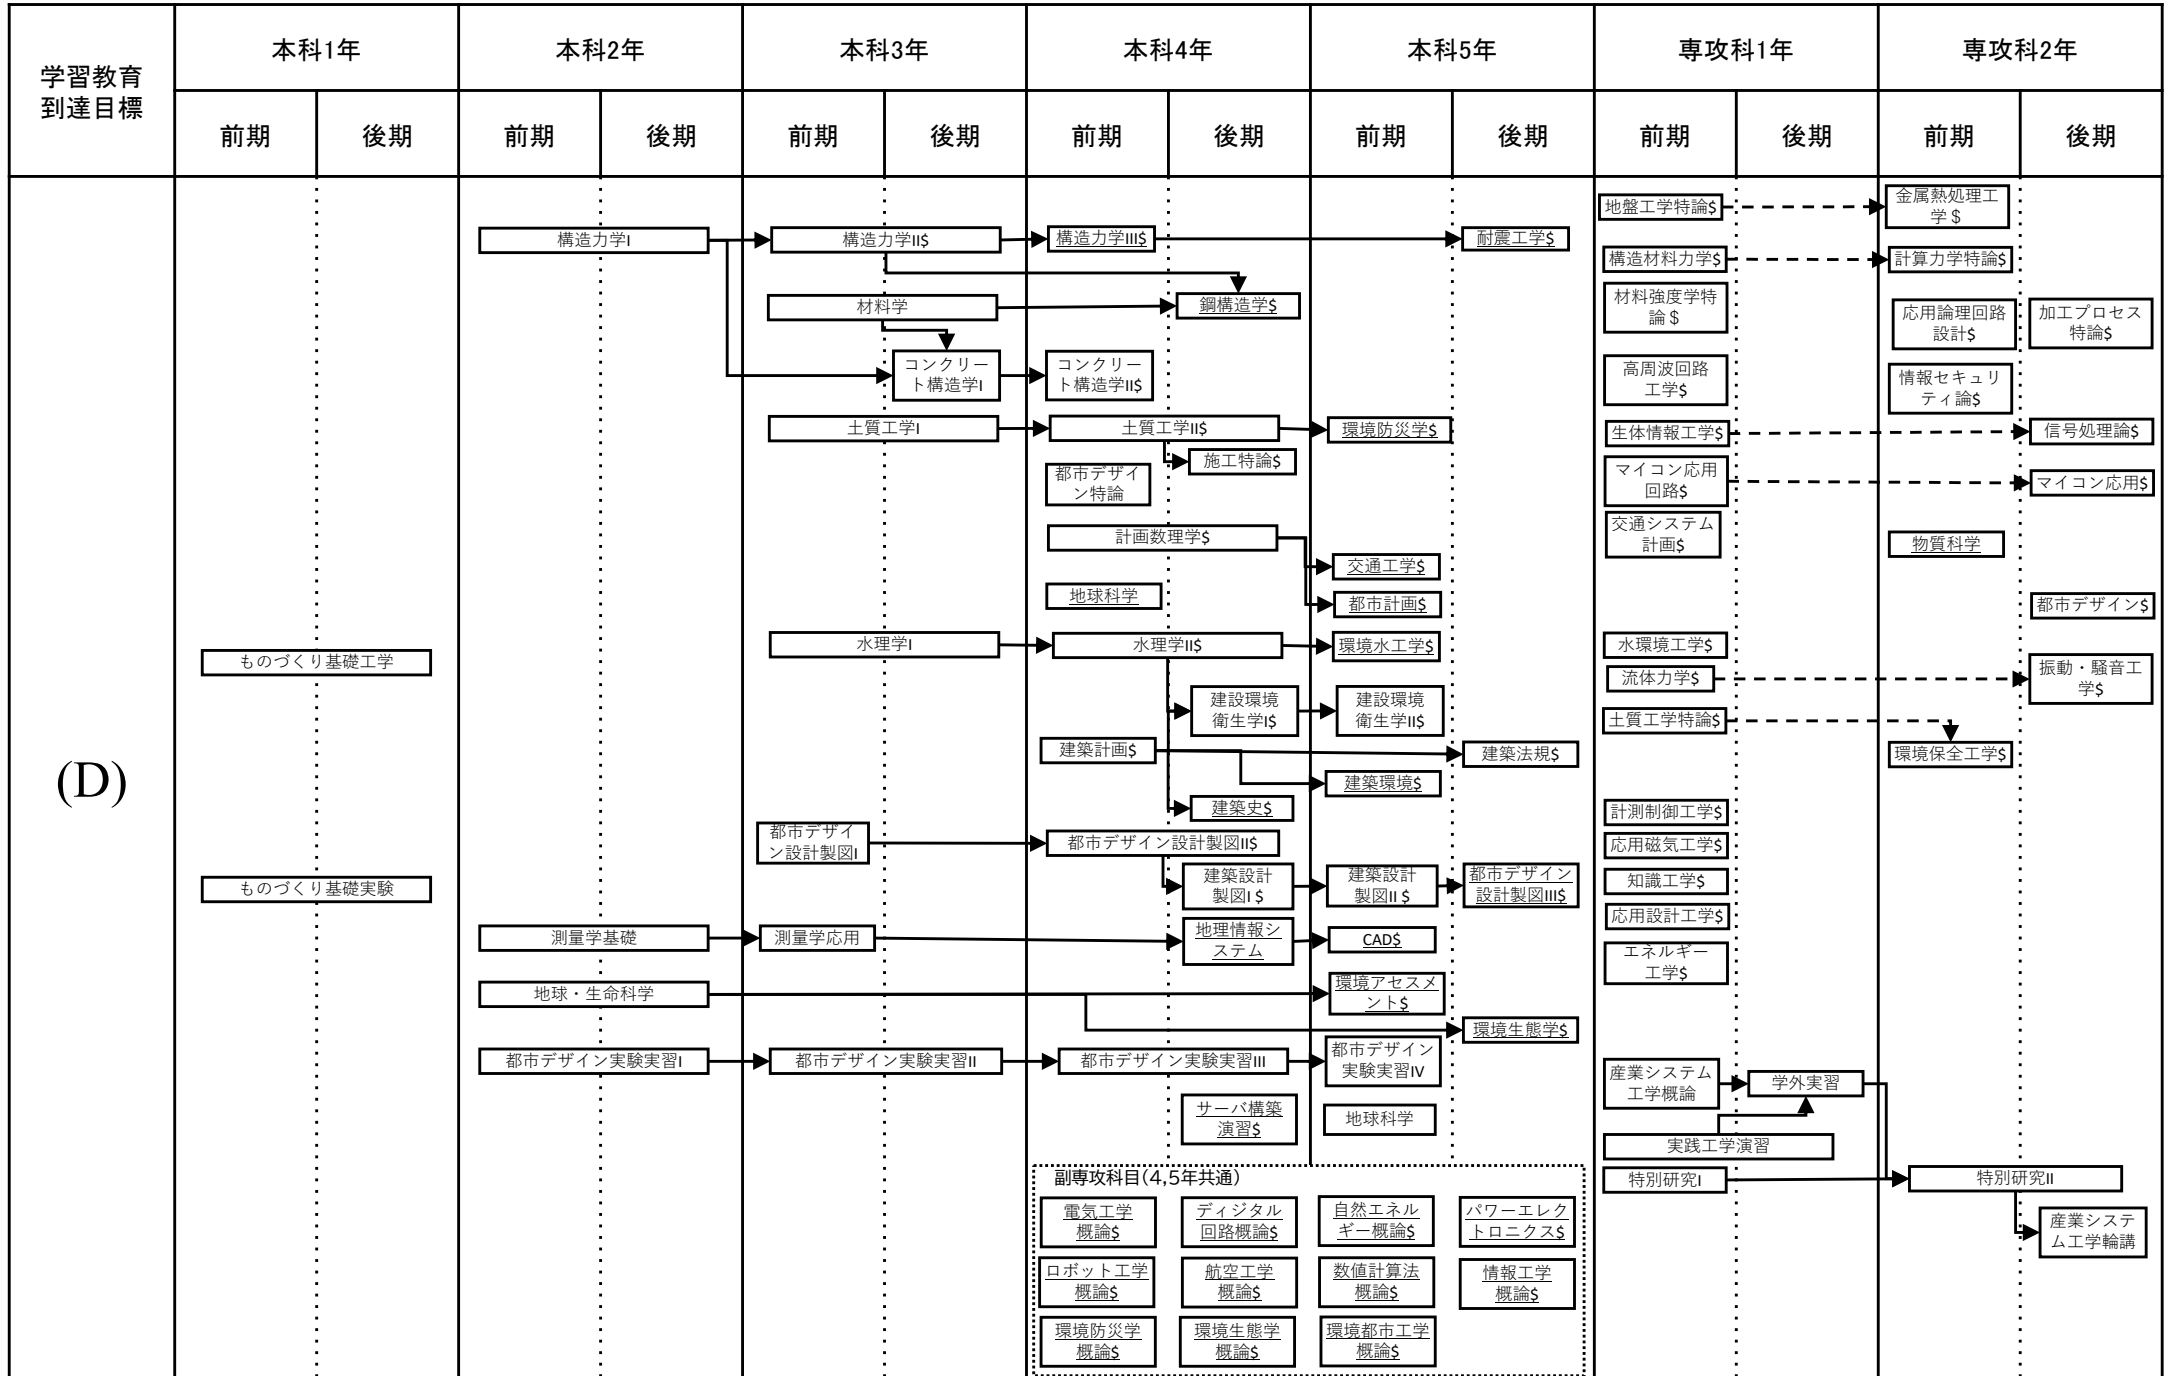 学習教育
到達目標
本科1年
本科2年
本科3年
本科4年
本科5年
専攻科1年
専攻科2年
前期
後期
前期
後期
前期
後期
前期
後期
前期
後期
前期
後期
前期
後期
(D)
ものづくり基礎工学
ものづくり基礎実験
構造力学I
測量学基礎
地球・生命科学
都市デザイン実験実習I
構造力学II$
材料学
コンクリー
ト構造学I
土質工学I
水理学I
都市デザイ
ン設計製図I
測量学応用
都市デザイン実験実習II
構造力学III$
鋼構造学$
コンクリー
ト構造学II$
土質工学II$
施工特論$
都市デザイ
ン特論
計画数理学$
地球科学
水理学II$
建設環境
衛生学I$
建築計画$
建築史$
都市デザイン設計製図II$
建築設計
製図I $
地理情報シ
ステム
都市デザイン実験実習III
サーバ構築
演習$
耐震工学$
環境防災学$
交通工学$
都市計画$
環境水工学$
建設環境
衛生学II$
建築法規$
建築環境$
建築設計
製図II $
都市デザイン
設計製図III$
CAD$
環境アセスメ
ント$
環境生態学$
都市デザイン
実験実習IV
地球科学
副専攻科目(4,5年共通)
電気工学
概論$
ディジタル
回路概論$
自然エネル
ギー概論$
パワーエレク
トロニクス$
ロボット工学
概論$
航空工学
概論$
数値計算法
概論$
情報工学
概論$
環境防災学
概論$
環境生態学
概論$
環境都市工学
概論$
地盤工学特論$
構造材料力学$
材料強度学特
論＄
高周波回路
工学$
生体情報工学$
マイコン応用
回路$
交通システム
計画$
水環境工学$
流体力学$
土質工学特論$
計測制御工学$
応用磁気工学$
知識工学$
応用設計工学$
エネルギー
工学$
産業システム
工学概論
学外実習
実践工学演習
特別研究I
金属熱処理工
学＄
計算力学特論$
応用論理回路
設計$
加工プロセス
特論$
情報セキュリ
ティ論$
信号処理論$
マイコン応用$
物質科学
都市デザイン$
振動・騒音工
学$
環境保全工学$
特別研究II
産業システ
ム工学輪講